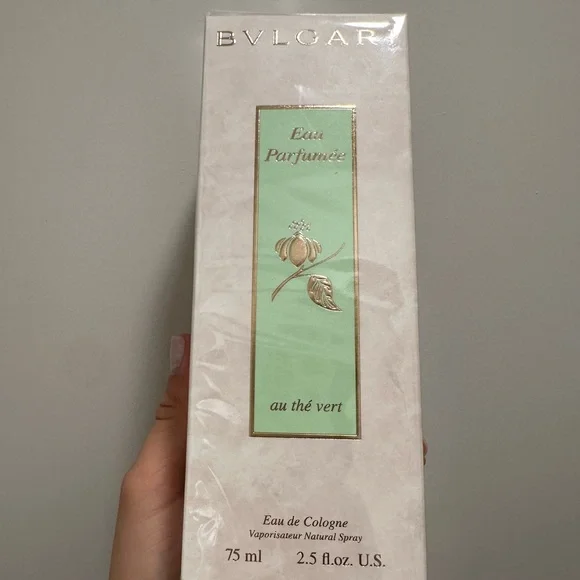 BVLGARI
Eau
Parfumée
au thé vert
Eau de Cologne
Vaporisateur Natural Spray
75 ml 2.5 fl.oz. U.S.